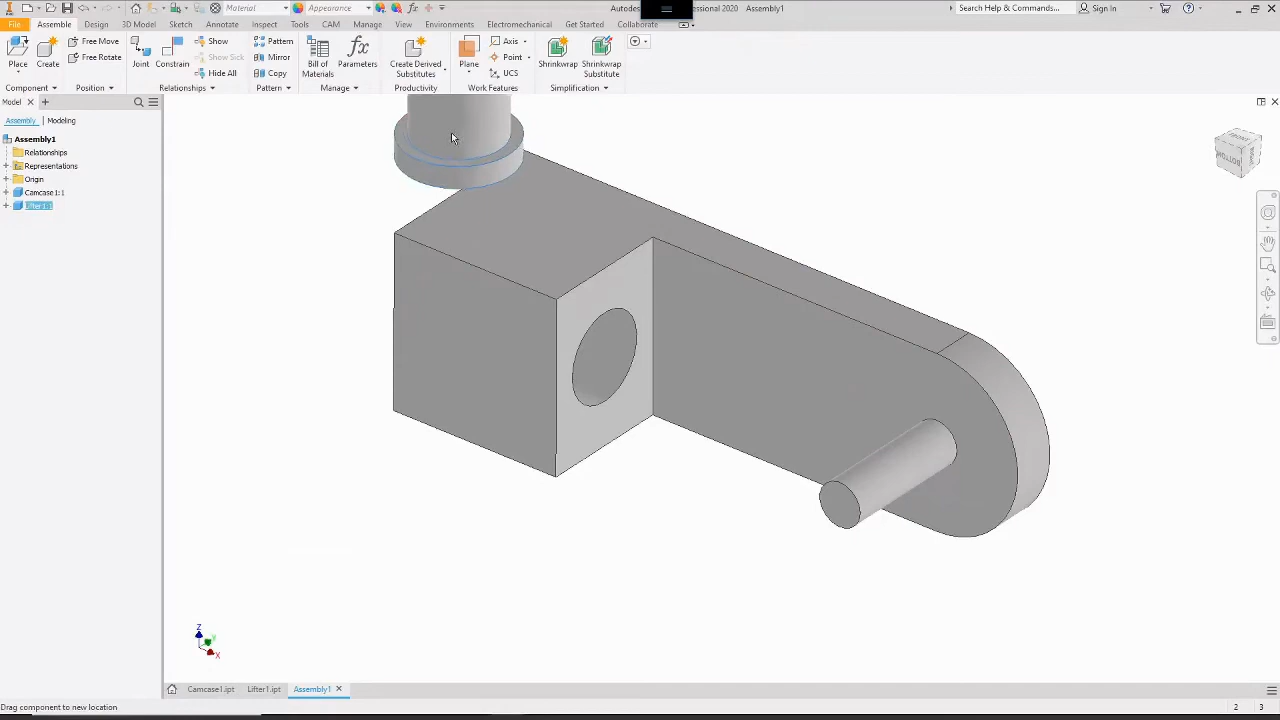 Material
Appearance
Autodesk
ofessional 2020 Assembly1
Search Help & Commands...
Sign In
File Assemble Design 3D Model Sketch Annotate Inspect Tools CAM Manage View Environments Electromechanical Get Started Collaborate
Place
Create
Free Move
Free Rotate
Joint
Constrain
Show
Show Sick
Hide All
Bill of
Materials
Parameters
Pattern
Mirror
Copy
Create Derived
Substitutes
Plane
Axis
Point
UCS
Shrinkwrap
Shrinkwrap
Substitute
Component Position Relationships Pattern Manage Productivity Work Features Simplification
Model
Assembly Modeling
Assembly1
Relationships
Representations
Origin
Camcase1:1
Lifter1:1
BOTTOM
Z
Y
X
Camcase1.ipt Lifter1.ipt Assembly1
Drag component to new location
2 3